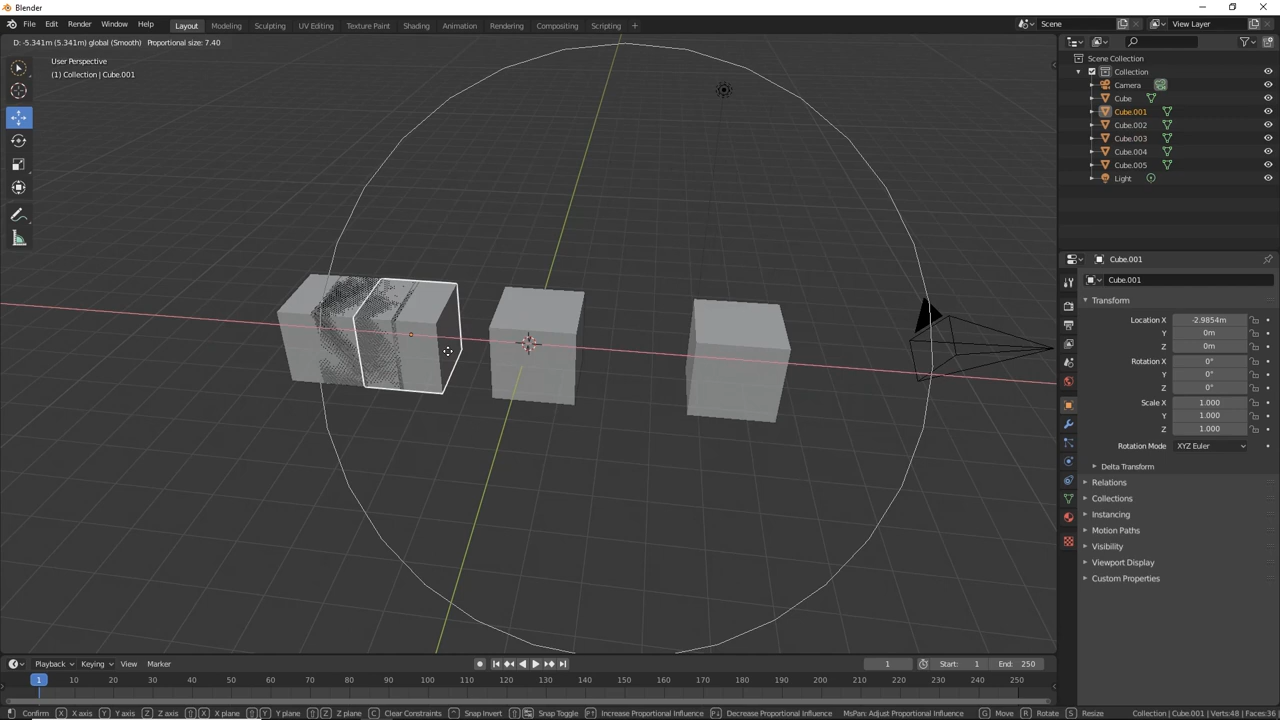 Blender
File Edit Render Window Help Layout Modeling Sculpting UV Editing Texture Paint Shading Animation Rendering Compositing Scripting + Scene View Layer
D: -5.341m (5.341m) global (Smooth) Proportional size: 7.40
User Perspective
(1) Collection | Cube.001
Scene Collection
Collection
Camera
Cube
Cube.001
Cube.002
Cube.003
Cube.004
Cube.005
Light
Cube.001
Cube.001
Transform
Location X -2.9854m
Y 0m
Z 0m
Rotation X 0°
Y 0°
Z 0°
Scale X 1.000
Y 1.000
Z 1.000
Rotation Mode XYZ Euler
Delta Transform
Relations
Collections
Instancing
Motion Paths
Visibility
Viewport Display
Custom Properties
Playback Keying View Marker 1 Start: 1 End: 250
1 10 20 30 40 50 60 70 80 90 100 110 120 130 140 150 160 170 180 190 200 210 220 230 240 250
Confirm X X axis Y Y axis Z Z axis X X plane Y Y plane Z Z plane C Clear Constraints Snap Invert Snap Toggle Increase Proportional Influence Decrease Proportional Influence MsPan: Adjust Proportional Influence G Move R Rotate S Resize Collection | Cube.001 | Verts:48 | Faces:36